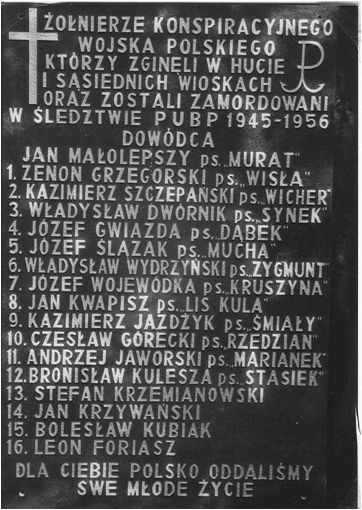 ŻOŁNIERZE KONSPIRACYJNEGO
WOJSKA POLSKIEGO
KTÓRZY ZGINĘLI W HUCIE
I SĄSIEDNICH WIOSKACH
ORAZ ZOSTALI ZAMORDOWANI
W ŚLEDZTWIE PUBP 1945-1956
DOWÓDCA
JAN MAŁOLEPSZY ps. „MURAT"
1. ZENON GRZEGORSKI ps. „WISŁA"
2. KAZIMIERZ SZCZEPAŃSKI ps. „WICHER"
3. WŁADYSŁAW DWÓRNIK ps. „SYNEK"
4. JÓZEF GWIAZDA ps. „DĄBEK"
5. JÓZEF ŚLAZAK ps. „MUCHA"
6. WŁADYSŁAW WYDRZYŃSKI ps. „ZYGMUNT"
7. JÓZEF WOJEWÓDKA ps. „KRUSZYNA"
8. JAN KWAPISZ ps. „LIS KULA"
9. KAZIMIERZ JAŻDŻYK ps. „ŚMIAŁY"
10. CZESŁAW GÓRECKI ps. „RZEDZIAN"
11. ANDRZEJ JAWORSKI ps. „MARIANEK"
12. BRONISŁAW KULESZA ps. „STASIEK"
13. STEFAN KRZEMIANOWSKI
14. JAN KRZYWAŃSKI
15. BOLESŁAW KUBIAK
16. LEON FORIASZ
DLA CIEBIE POLSKO ODDALIŚMY
SWE MŁODE ŻYCIE